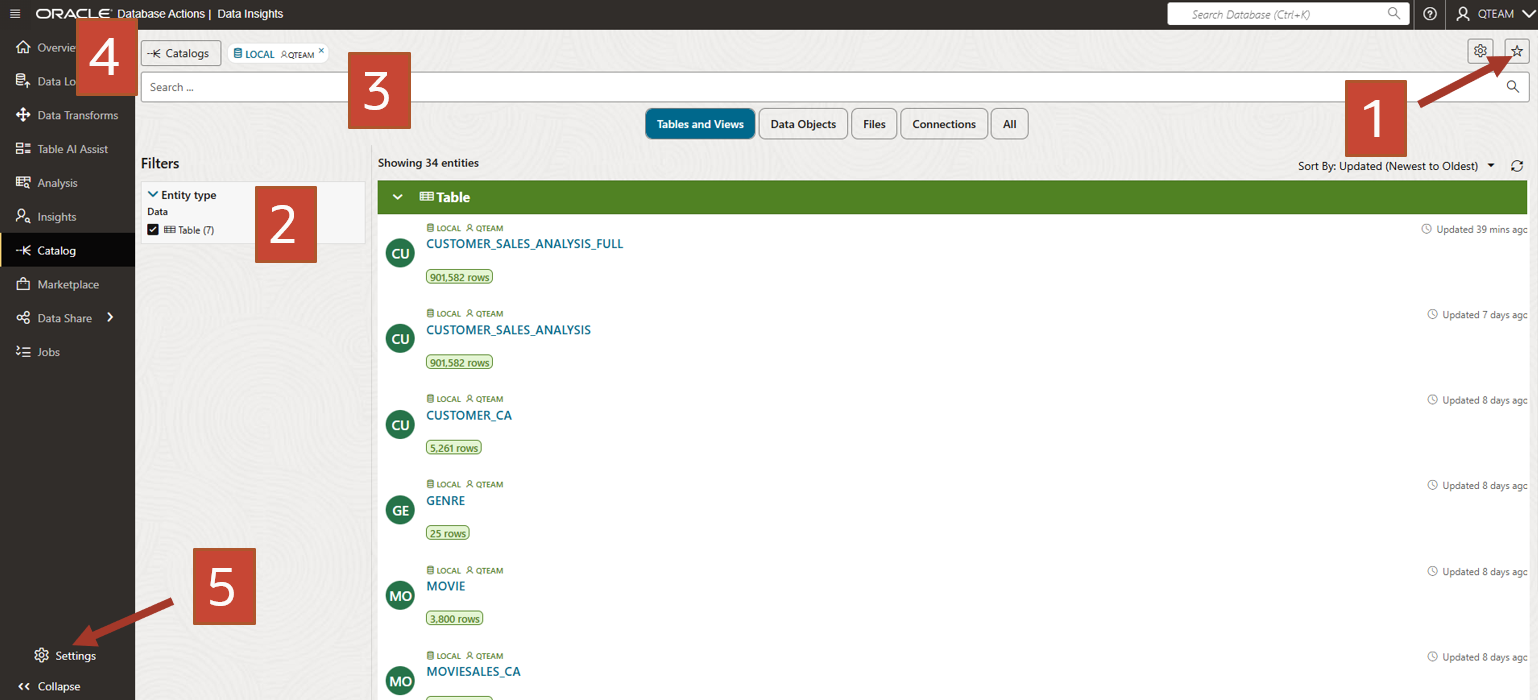 ORACLE Database Actions | Data Insights
Search Database (Ctrl+K)
QTEAM
4
3
1
2
5
Overvie
Data Lo
Data Transforms
Table AI Assist
Analysis
Insights
Catalog
Marketplace
Data Share
Jobs
Settings
Collapse
Catalogs
LOCAL QTEAM ×
Search ...
Tables and Views
Data Objects
Files
Connections
All
Filters
Entity type
Data
Table (7)
Showing 34 entities
Sort By: Updated (Newest to Oldest)
Table
CU
LOCAL QTEAM
CUSTOMER_SALES_ANALYSIS_FULL
901,582 rows
Updated 39 mins ago
CU
LOCAL QTEAM
CUSTOMER_SALES_ANALYSIS
901,582 rows
Updated 7 days ago
CU
LOCAL QTEAM
CUSTOMER_CA
5,261 rows
Updated 8 days ago
GE
LOCAL QTEAM
GENRE
25 rows
Updated 8 days ago
MO
LOCAL QTEAM
MOVIE
3,800 rows
Updated 8 days ago
MO
LOCAL QTEAM
MOVIESALES_CA
Updated 8 days ago